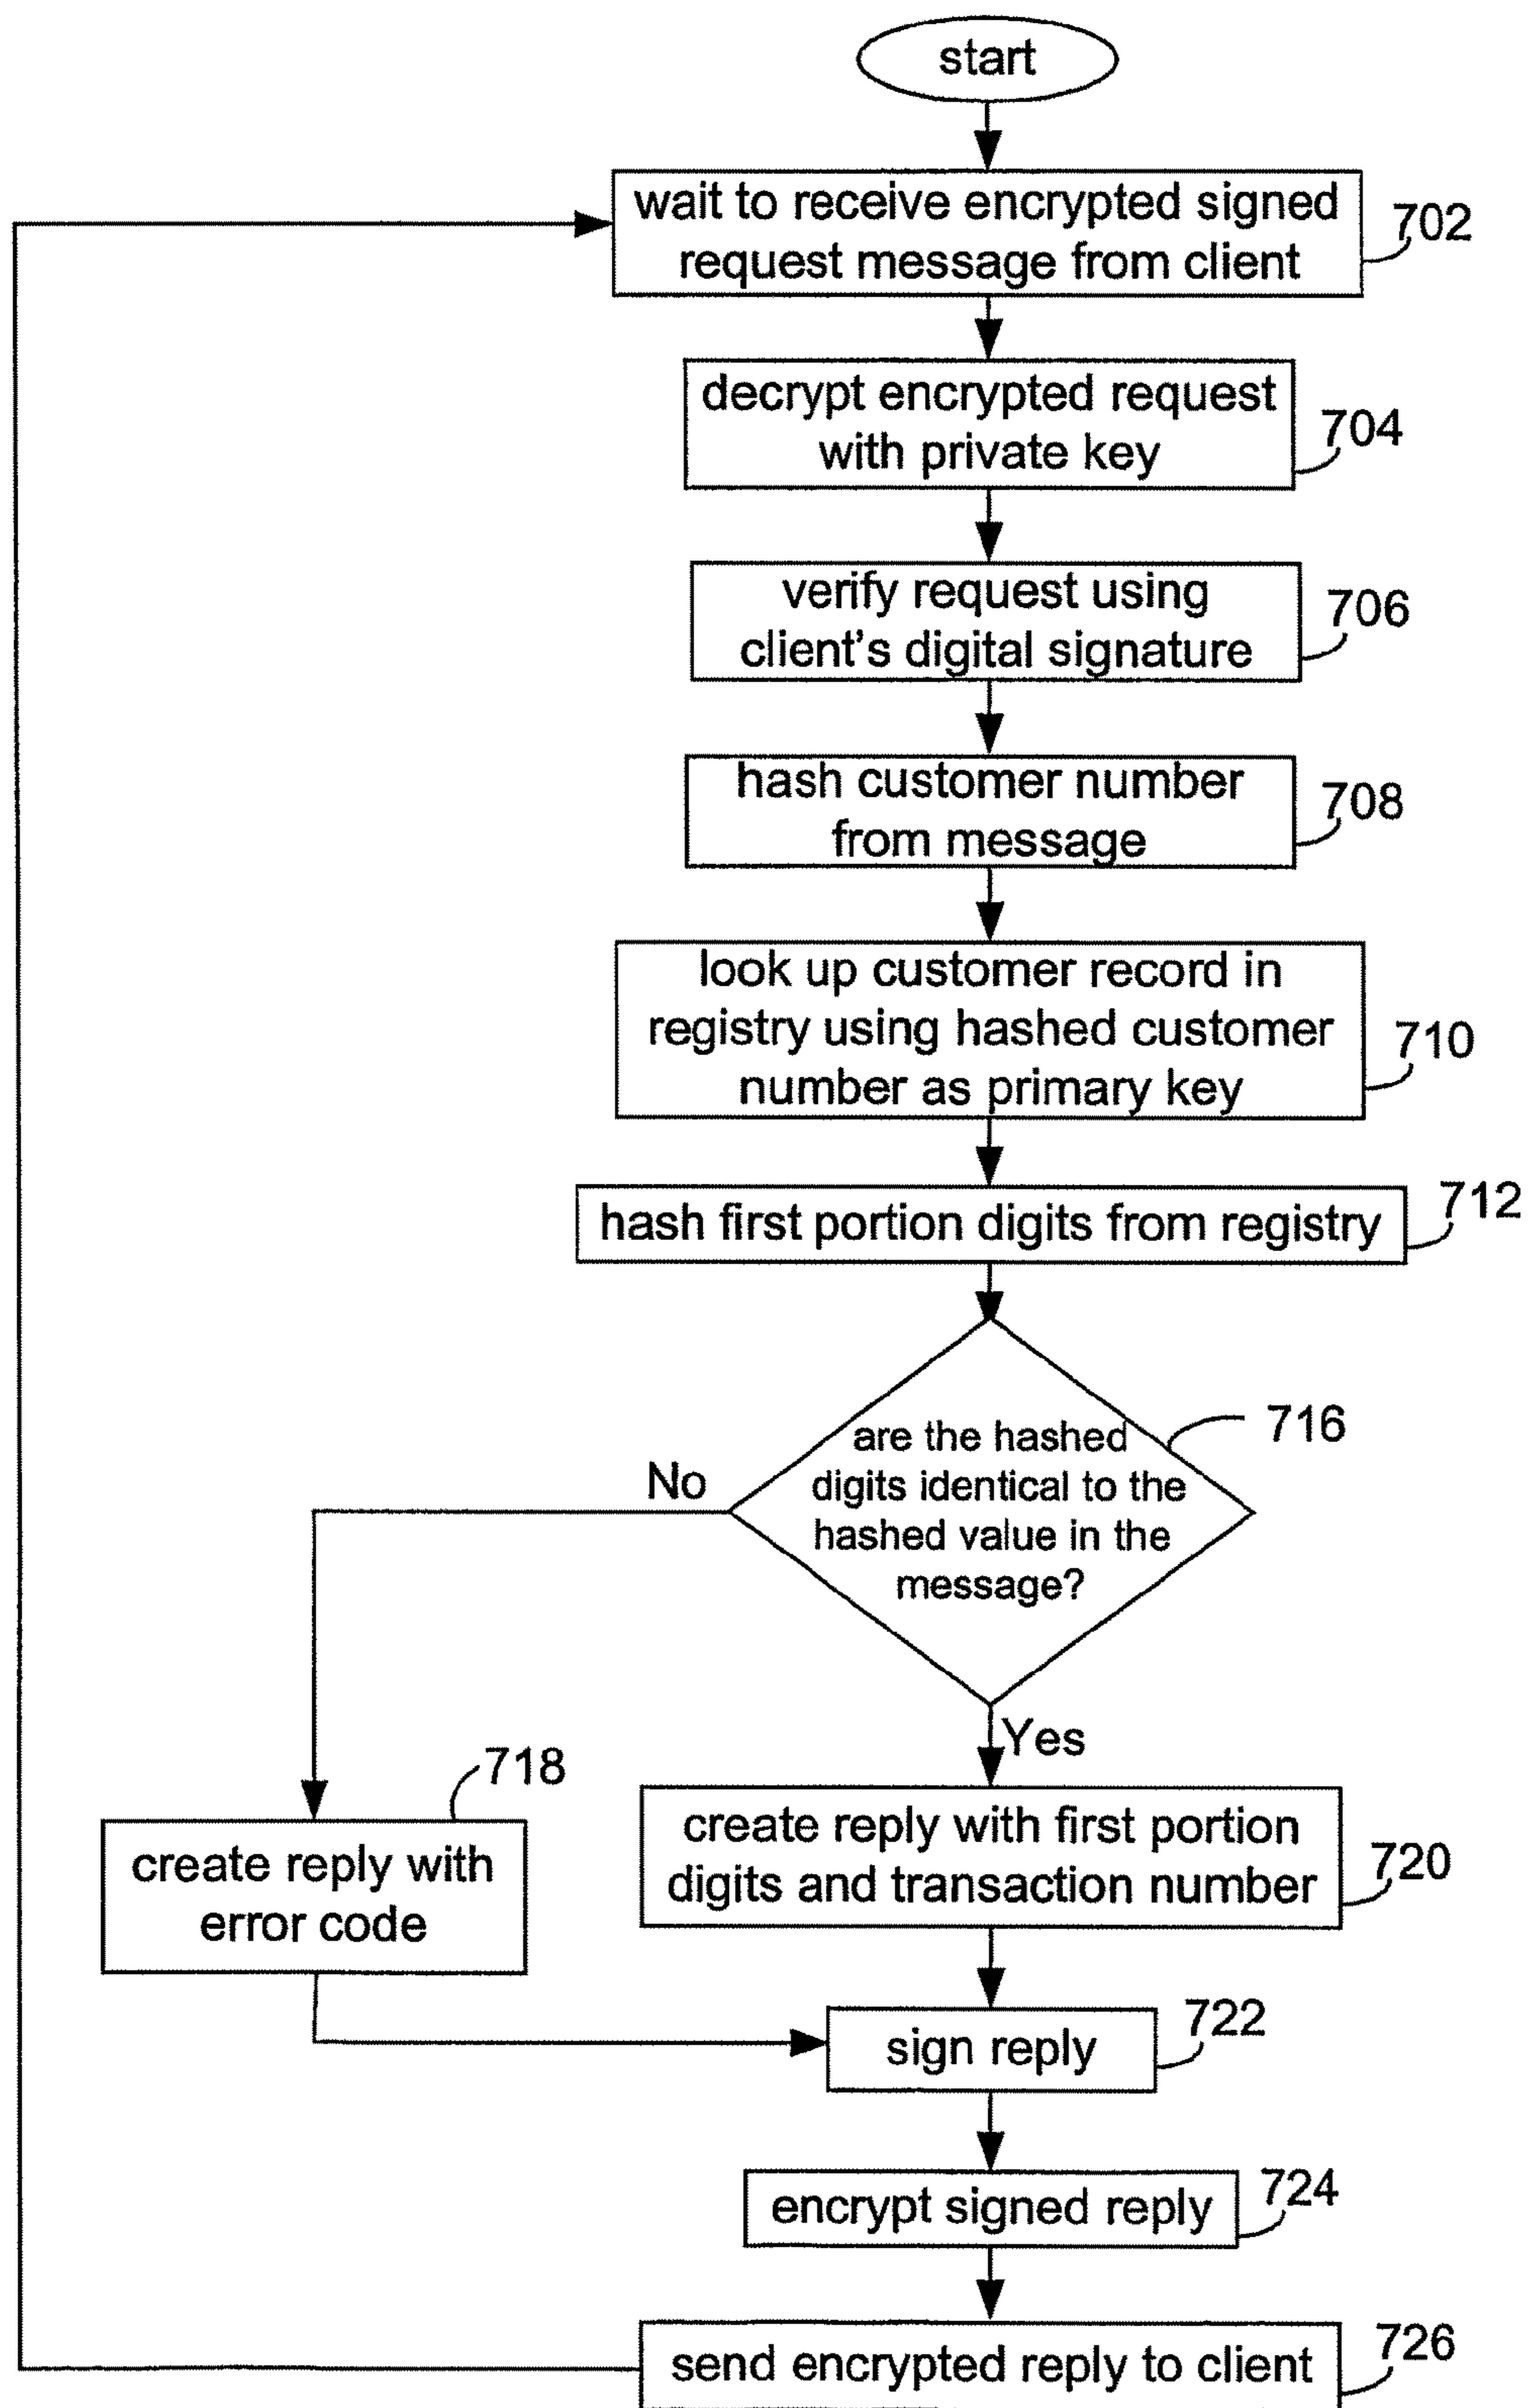 start
wait to receive encrypted signed
request message from client
702
decrypt encrypted request
with private key
704
verify request using
client's digital signature
706
hash customer number
from message
708
look up customer record in
registry using hashed customer
number as primary key
710
hash first portion digits from registry
712
are the hashed
digits identical to the
hashed value in the
message?
716
No
Yes
718
create reply with
error code
create reply with first portion
digits and transaction number
720
sign reply
722
encrypt signed reply
724
send encrypted reply to client
726